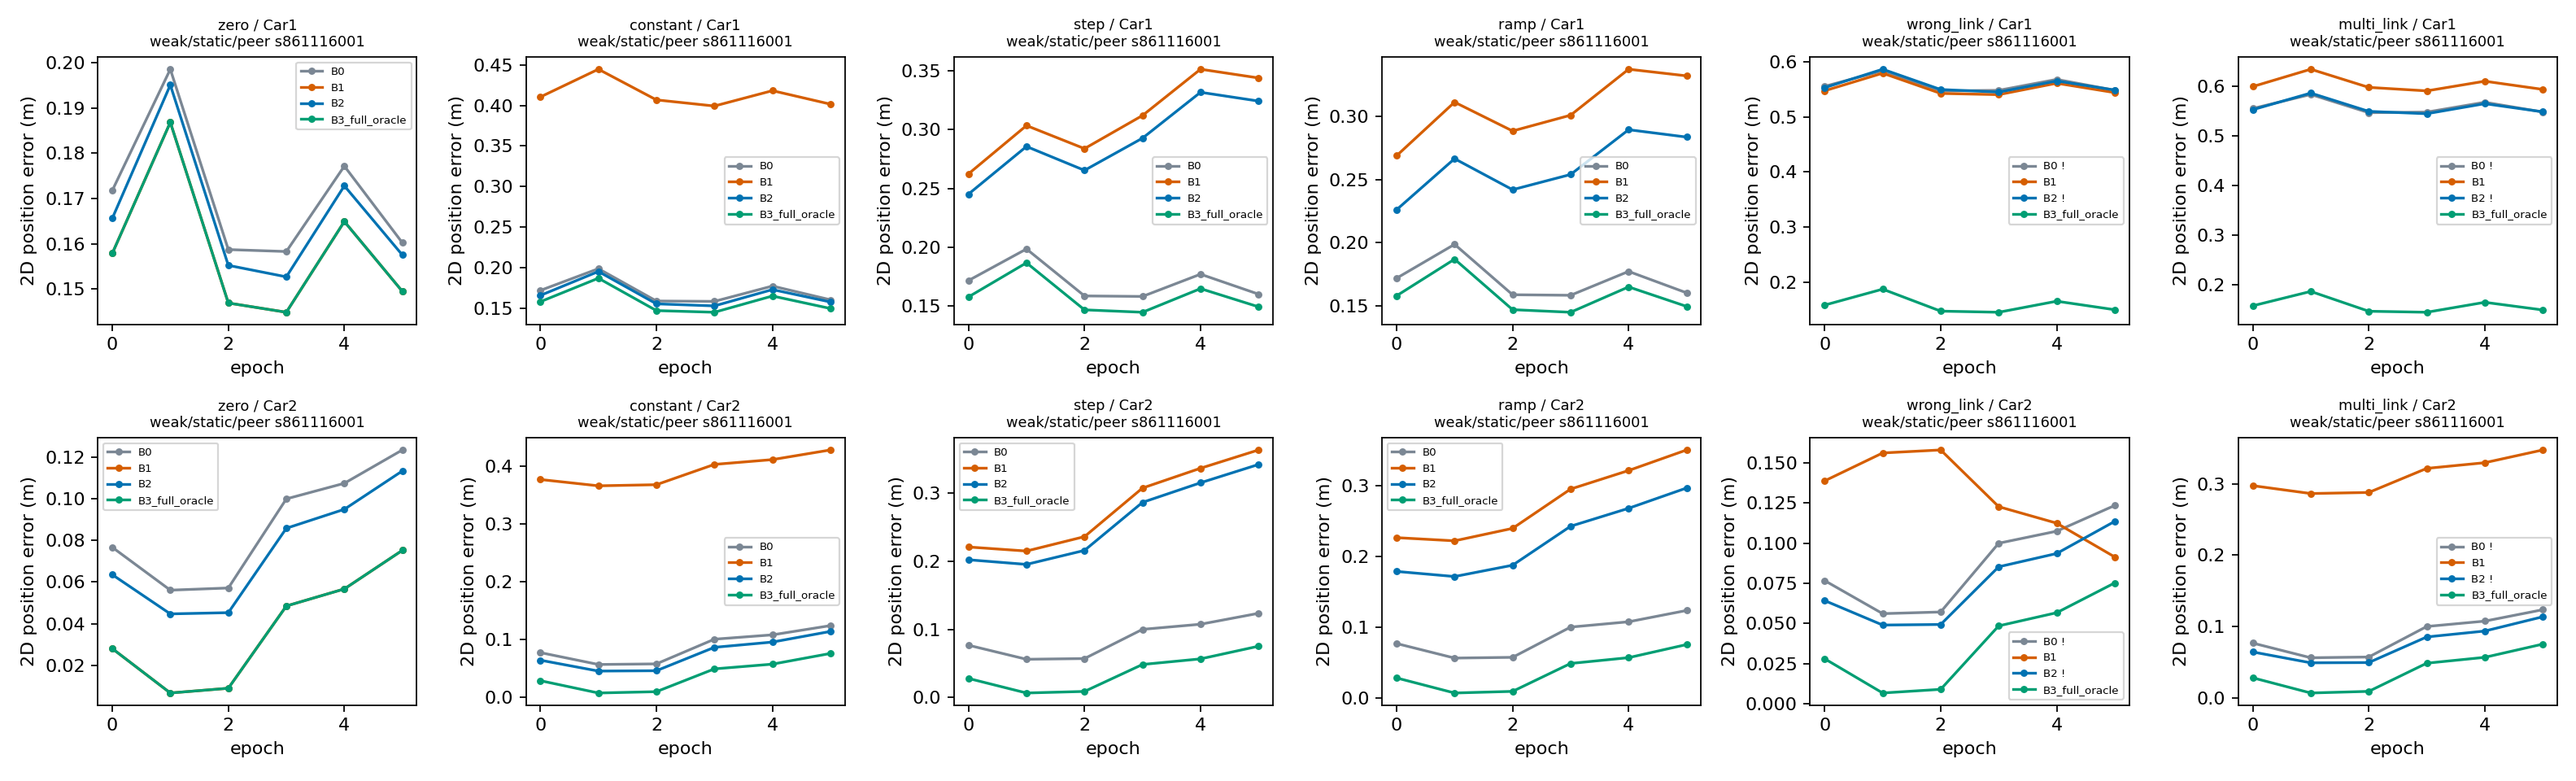 zero / Car1
weak/static/peer s861116001
2D position error (m)
0.20
0.19
0.18
0.17
0.16
0.15
0
2
4
epoch
B0
B1
B2
B3_full_oracle
constant / Car1
weak/static/peer s861116001
2D position error (m)
0.45
0.40
0.35
0.30
0.25
0.20
0.15
0
2
4
epoch
B0
B1
B2
B3_full_oracle
step / Car1
weak/static/peer s861116001
2D position error (m)
0.35
0.30
0.25
0.20
0.15
0
2
4
epoch
B0
B1
B2
B3_full_oracle
ramp / Car1
weak/static/peer s861116001
2D position error (m)
0.30
0.25
0.20
0.15
0
2
4
epoch
B0
B1
B2
B3_full_oracle
wrong_link / Car1
weak/static/peer s861116001
2D position error (m)
0.6
0.5
0.4
0.3
0.2
0
2
4
epoch
B0 !
B1
B2 !
B3_full_oracle
multi_link / Car1
weak/static/peer s861116001
2D position error (m)
0.6
0.5
0.4
0.3
0.2
0
2
4
epoch
B0 !
B1
B2 !
B3_full_oracle
zero / Car2
weak/static/peer s861116001
2D position error (m)
0.12
0.10
0.08
0.06
0.04
0.02
0
2
4
epoch
B0
B1
B2
B3_full_oracle
constant / Car2
weak/static/peer s861116001
2D position error (m)
0.4
0.3
0.2
0.1
0.0
0
2
4
epoch
B0
B1
B2
B3_full_oracle
step / Car2
weak/static/peer s861116001
2D position error (m)
0.3
0.2
0.1
0.0
0
2
4
epoch
B0
B1
B2
B3_full_oracle
ramp / Car2
weak/static/peer s861116001
2D position error (m)
0.3
0.2
0.1
0.0
0
2
4
epoch
B0
B1
B2
B3_full_oracle
wrong_link / Car2
weak/static/peer s861116001
2D position error (m)
0.150
0.125
0.100
0.075
0.050
0.025
0.000
0
2
4
epoch
B0 !
B1
B2 !
B3_full_oracle
multi_link / Car2
weak/static/peer s861116001
2D position error (m)
0.3
0.2
0.1
0.0
0
2
4
epoch
B0 !
B1
B2 !
B3_full_oracle